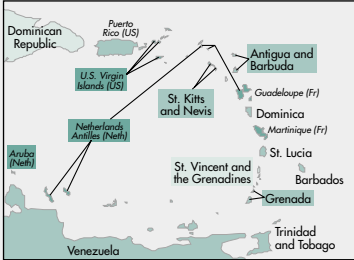 Dominican
Republic
Puerto
Rico (US)
U.S. Virgin
Islands (US)
Antigua and
Barbuda
St. Kitts
and Nevis
Guadeloupe (Fr)
Netherlands
Antilles (Neth)
Dominica
Martinique (Fr)
Aruba
(Neth)
St. Lucia
St. Vincent and
the Grenadines
Barbados
Grenada
Trinidad
and Tobago
Venezuela